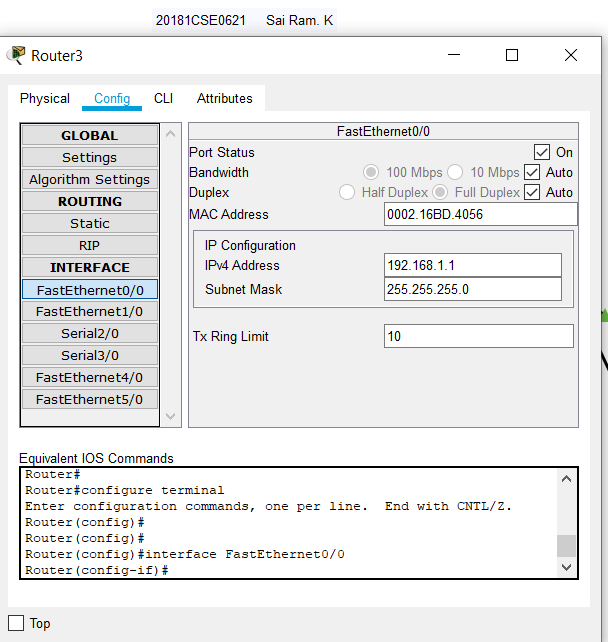 20181CSE0621 Sai Ram. K
Router3
Physical Config CLI Attributes
GLOBAL
Settings
Algorithm Settings
ROUTING
Static
RIP
INTERFACE
FastEthernet0/0
FastEthernet1/0
Serial2/0
Serial3/0
FastEthernet4/0
FastEthernet5/0
FastEthernet0/0
Port Status On
Bandwidth 100 Mbps 10 Mbps Auto
Duplex Half Duplex Full Duplex Auto
MAC Address 0002.16BD.4056
IP Configuration
IPv4 Address 192.168.1.1
Subnet Mask 255.255.255.0
Tx Ring Limit 10
Equivalent IOS Commands
Router#
Router#configure terminal
Enter configuration commands, one per line. End with CNTL/Z.
Router(config)#
Router(config)#
Router(config)#interface FastEthernet0/0
Router(config-if)#
Top